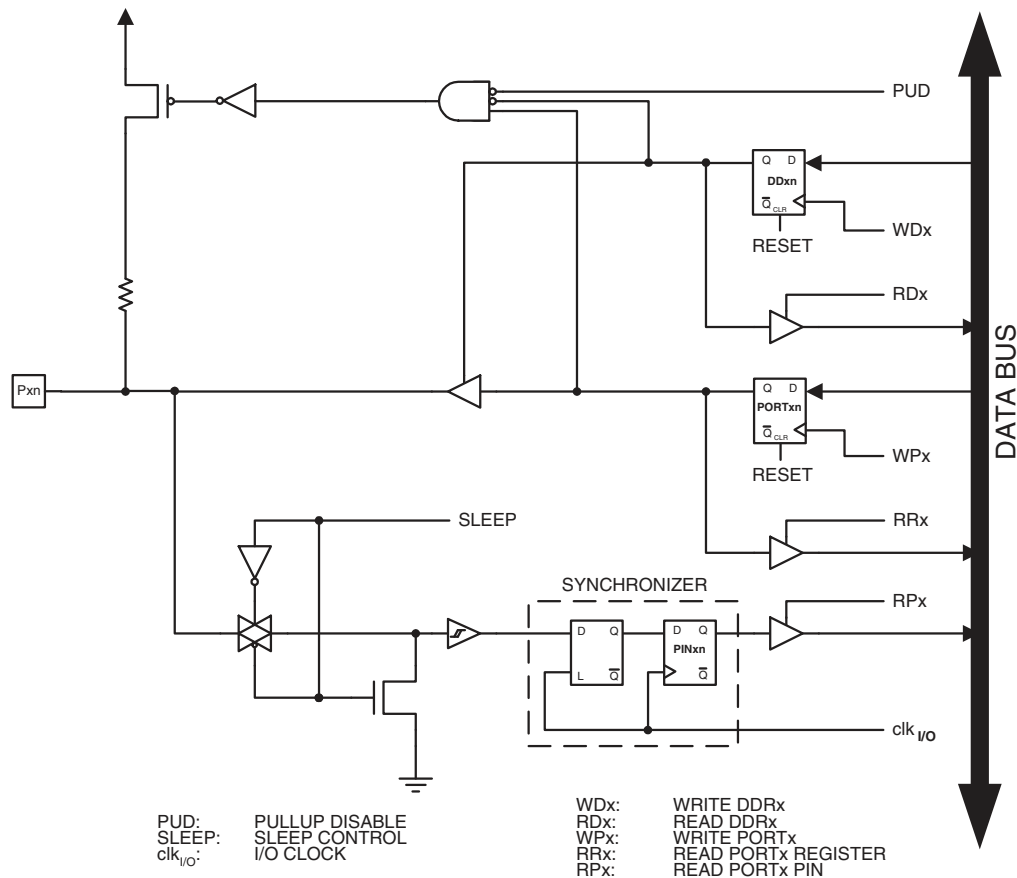 PUD
Q D
DDxn
Q CLR
WDx
RESET
RDx
Pxn
Q D
PORTxn
Q CLR
WPx
RESET
DATA BUS
SLEEP
RRx
SYNCHRONIZER
RPx
D Q
L Q
D Q
PINxn
Q
clk I/O
PUD: PULLUP DISABLE
SLEEP: SLEEP CONTROL
clkI/O: I/O CLOCK
WDx: WRITE DDRx
RDx: READ DDRx
WPx: WRITE PORTx
RRx: READ PORTx REGISTER
RPx: READ PORTx PIN